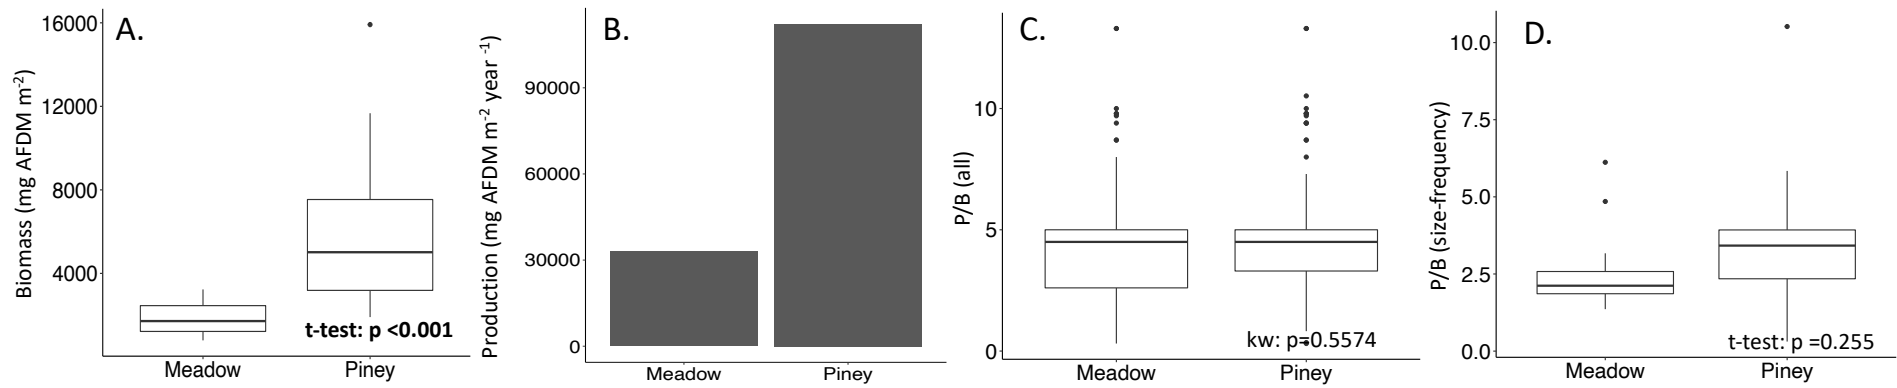 A.
Biomass (mg AFDM m-2)
16000
12000
8000
4000
t-test: p <0.001
Meadow
Piney
B.
Production (mg AFDM m-2 year -1)
90000
60000
30000
0
Meadow
Piney
C.
P/B (all)
10
5
0
kw: p=0.5574
Meadow
Piney
D.
P/B (size-frequency)
10.0
7.5
5.0
2.5
0.0
t-test: p =0.255
Meadow
Piney